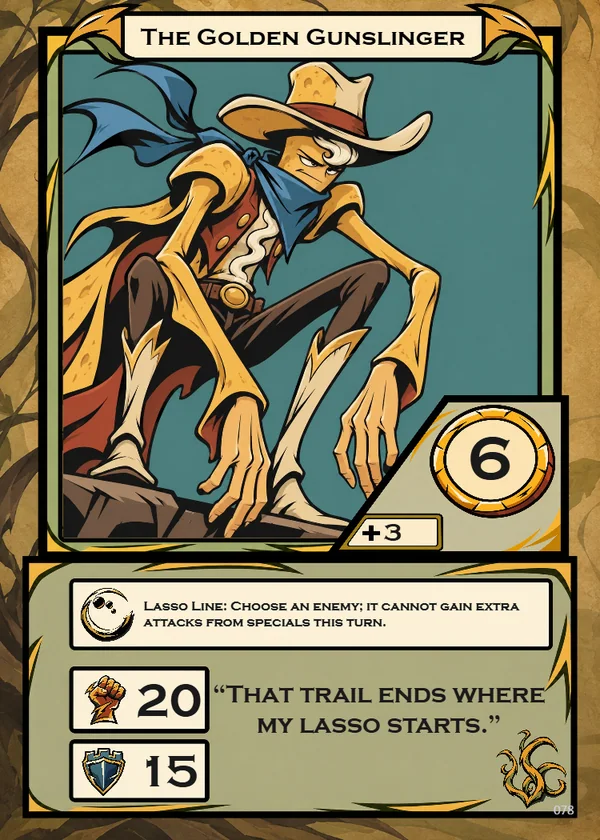 The Golden Gunslinger
6
+3
Lasso Line: Choose an enemy; it cannot gain extra
attacks from specials this turn.
20
15
“That trail ends where
my lasso starts.”
078